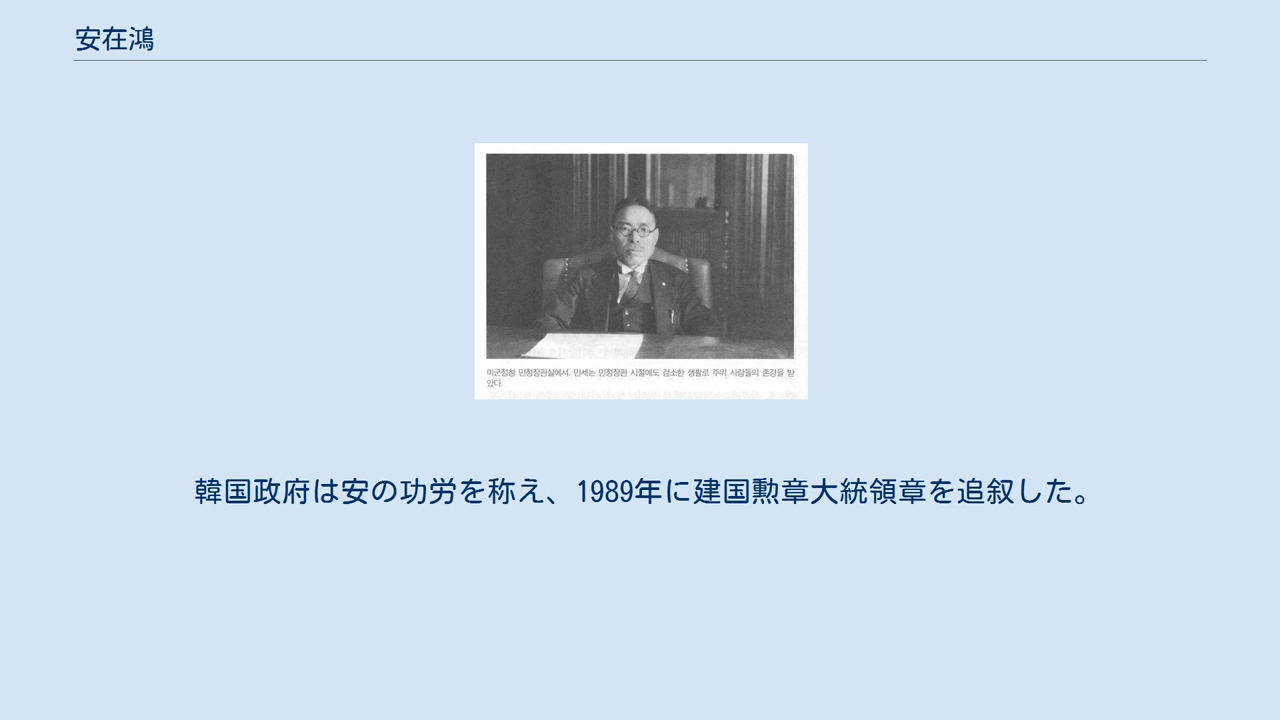 安在鴻
미군정청 민정장관실에서. 민세는 민정장관 시절에도 검소한 생활로 주위 사람들의 존경을 받
았다.
韓国政府は安の功労を称え、1989年に建国勲章大統領章を追叙した。